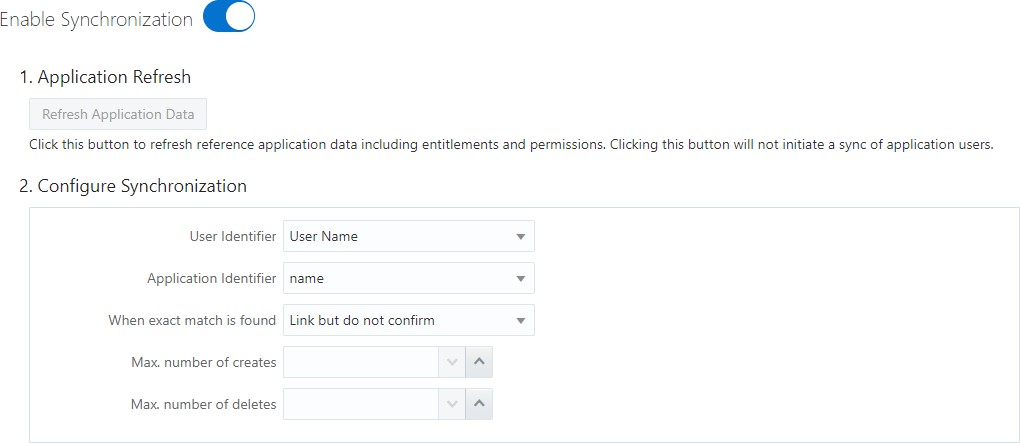 Enable Synchronization
1. Application Refresh
Refresh Application Data
Click this button to refresh reference application data including entitlements and permissions. Clicking this button will not initiate a sync of application users.
2. Configure Synchronization
User Identifier User Name
Application Identifier name
When exact match is found Link but do not confirm
Max. number of creates
Max. number of deletes